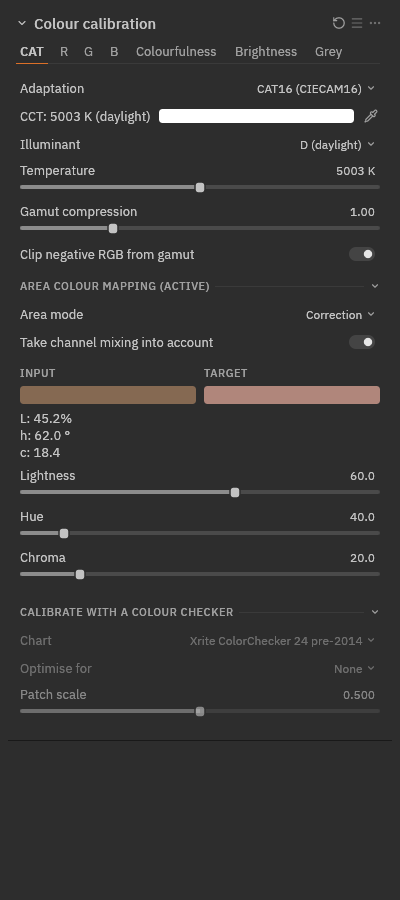 Colour calibration
CAT R G B Colourfulness Brightness Grey
Adaptation CAT16 (CIECAM16)
CCT: 5003 K (daylight)
Illuminant D (daylight)
Temperature 5003 K
Gamut compression 1.00
Clip negative RGB from gamut
AREA COLOUR MAPPING (ACTIVE)
Area mode Correction
Take channel mixing into account
INPUT TARGET
L: 45.2%
h: 62.0 °
c: 18.4
Lightness 60.0
Hue 40.0
Chroma 20.0
CALIBRATE WITH A COLOUR CHECKER
Chart Xrite ColorChecker 24 pre-2014
Optimise for None
Patch scale 0.500